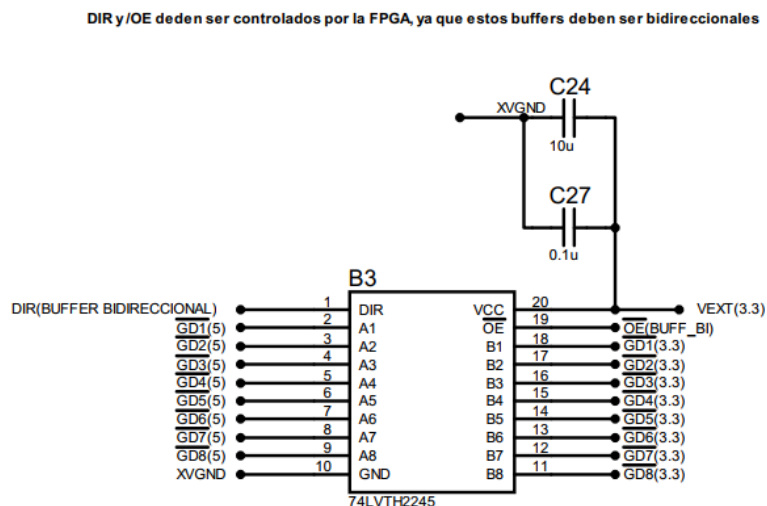 DIR y /OE deden ser controlados por la FPGA, ya que estos buffers deben ser bidireccionales
C24
XVGND
10u
C27
0.1u
B3
DIR(BUFFER BIDIRECCIONAL) 1 DIR VCC 20 VEXT(3.3)
GD1(5) 2 A1 OE 19 OE(BUFF_BI)
GD2(5) 3 A2 B1 18 GD1(3.3)
GD3(5) 4 A3 B2 17 GD2(3.3)
GD4(5) 5 A4 B3 16 GD3(3.3)
GD5(5) 6 A5 B4 15 GD4(3.3)
GD6(5) 7 A6 B5 14 GD5(3.3)
GD7(5) 8 A7 B6 13 GD6(3.3)
GD8(5) 9 A8 B7 12 GD7(3.3)
XVGND 10 GND B8 11 GD8(3.3)
74LVTH2245